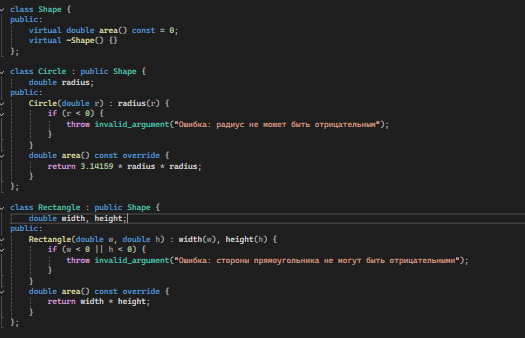 class Shape {
public:
    virtual double area() const = 0;
    virtual ~Shape() {}
};
class Circle : public Shape {
    double radius;
public:
    Circle(double r) : radius(r) {
        if (r < 0) {
            throw invalid_argument("Ошибка: радиус не может быть отрицательным");
        }
    }
    double area() const override {
        return 3.14159 * radius * radius;
    }
};
class Rectangle : public Shape {
    double width, height;
public:
    Rectangle(double w, double h) : width(w), height(h) {
        if (w < 0 || h < 0) {
            throw invalid_argument("Ошибка: стороны прямоугольника не могут быть отрицательными");
        }
    }
    double area() const override {
        return width * height;
    }
};